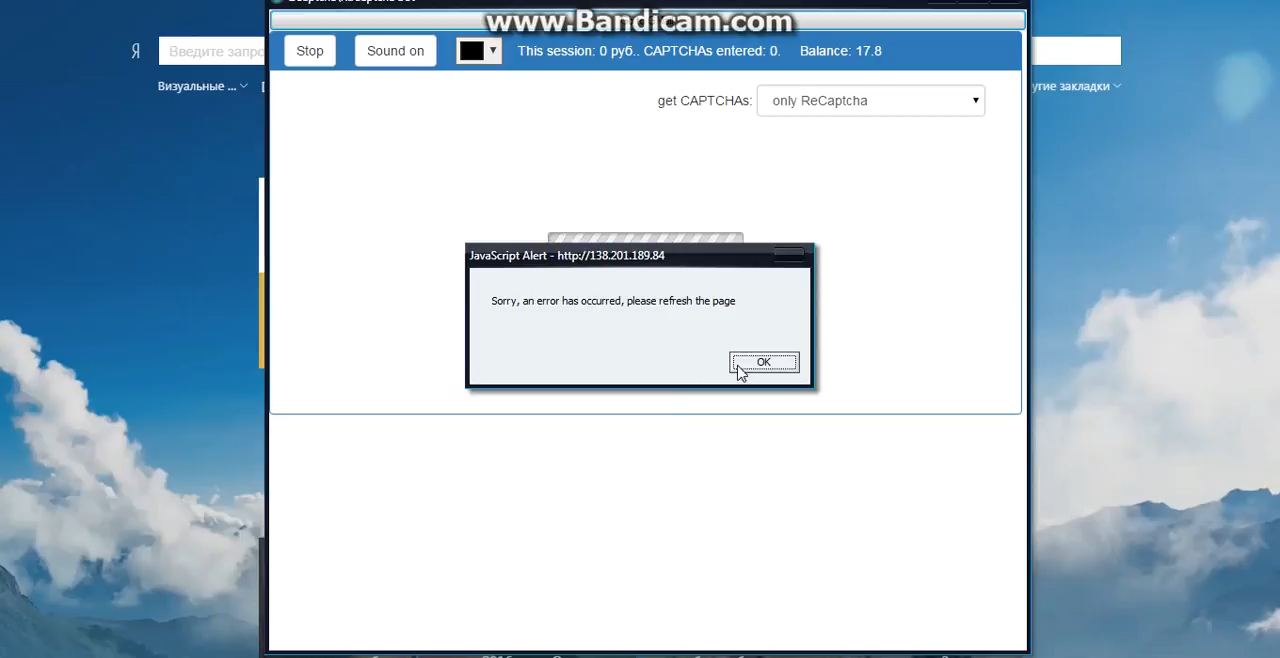 www.Bandicam.com
Я
Введите запро
Stop
Sound on
This session: 0 руб.. CAPTCHAs entered: 0.
Balance: 17.8
Визуальные ...
ругие закладки
get CAPTCHAs:
only ReCaptcha
JavaScript Alert - http://138.201.189.84
Sorry, an error has occurred, please refresh the page
OK